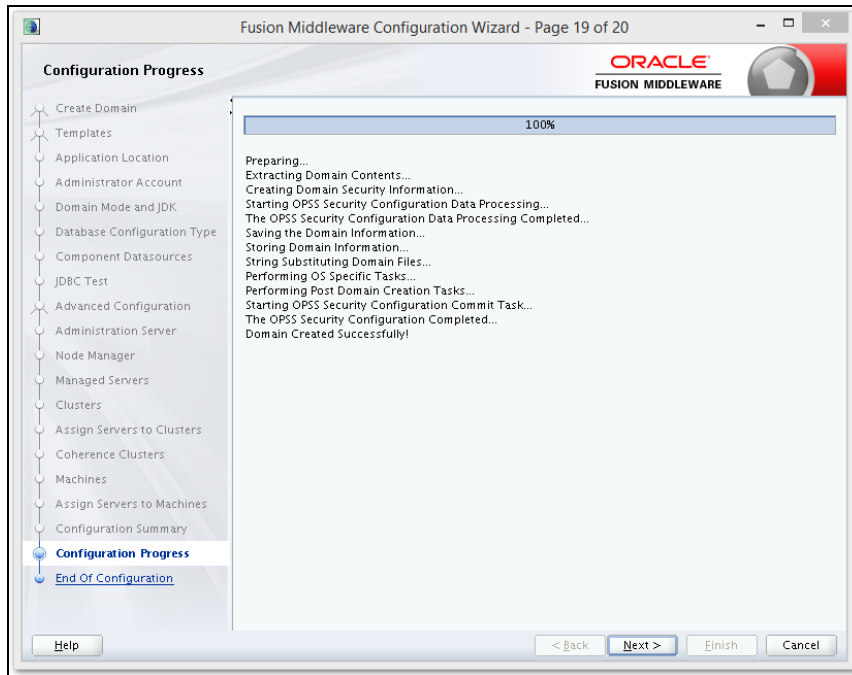 Fusion Middleware Configuration Wizard - Page 19 of 20
Configuration Progress
ORACLE
FUSION MIDDLEWARE
Create Domain
Templates
Application Location
Administrator Account
Domain Mode and JDK
Database Configuration Type
Component Datasources
JDBC Test
Advanced Configuration
Administration Server
Node Manager
Managed Servers
Clusters
Assign Servers to Clusters
Coherence Clusters
Machines
Assign Servers to Machines
Configuration Summary
Configuration Progress
End Of Configuration
100%
Preparing...
Extracting Domain Contents...
Creating Domain Security Information...
Starting OPSS Security Configuration Data Processing...
The OPSS Security Configuration Data Processing Completed...
Saving the Domain Information...
Storing Domain Information...
String Substituting Domain Files...
Performing OS Specific Tasks...
Performing Post Domain Creation Tasks...
Starting OPSS Security Configuration Commit Task...
The OPSS Security Configuration Completed...
Domain Created Successfully!
Help
< Back
Next >
Finish
Cancel